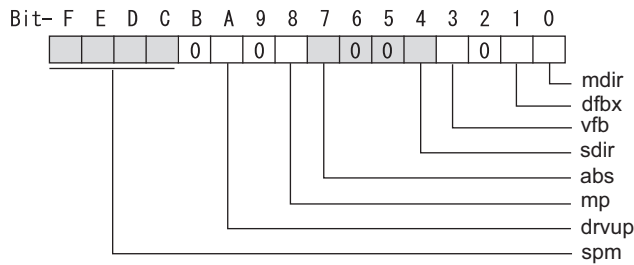 Bit- F E D C B A 9 8 7 6 5 4 3 2 1 0
0 0 0 0 0
mdir
dfbx
vfb
sdir
abs
mp
drvup
spm